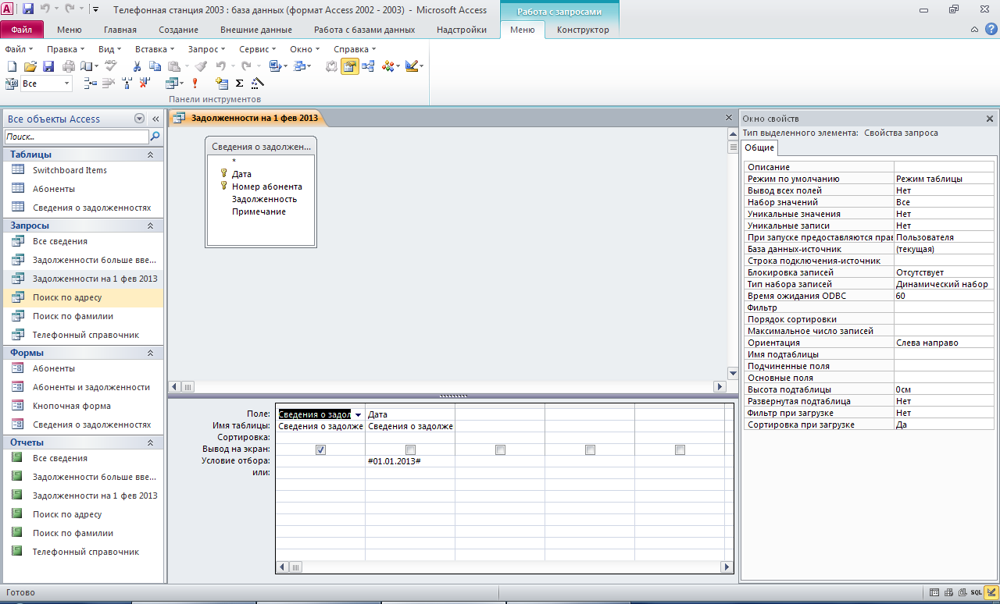 Телефонная станция 2003 : база данных (формат Access 2002 - 2003) - Microsoft Access
Работа с запросами
Файл Меню Главная Создание Внешние данные Работа с базами данных Надстройки Меню Конструктор
Файл Правка Вид Вставка Запрос Сервис Окно Справка
Все
Панели инструментов
Все объекты Access
Поиск...
Таблицы
Switchboard Items
Абоненты
Сведения о задолженностях
Запросы
Все сведения
Задолженности больше вве...
Задолженности на 1 фев 2013
Поиск по адресу
Поиск по фамилии
Телефонный справочник
Формы
Абоненты
Абоненты и задолженности
Кнопочная форма
Сведения о задолженностях
Отчеты
Все сведения
Задолженности больше вве...
Задолженности на 1 фев 2013
Поиск по адресу
Поиск по фамилии
Телефонный справочник
Задолженности на 1 фев 2013
Сведения о задолжен...
*
Дата
Номер абонента
Задолженность
Примечание
Поле: Сведения о задол Дата
Имя таблицы: Сведения о задолже Сведения о задолже
Сортировка:
Вывод на экран:
Условие отбора: #01.01.2013#
или:
Окно свойств
Тип выделенного элемента: Свойства запроса
Общие
Описание
Режим по умолчанию Режим таблицы
Вывод всех полей Нет
Набор значений Все
Уникальные значения Нет
Уникальные записи Нет
При запуске предоставляются прав Пользователя
База данных-источник (текущая)
Строка подключения-источник
Блокировка записей Отсутствует
Тип набора записей Динамический набор
Время ожидания ODBC 60
Фильтр
Порядок сортировки
Максимальное число записей
Ориентация Слева направо
Имя подтаблицы
Подчиненные поля
Основные поля
Высота подтаблицы 0см
Развернутая подтаблица Нет
Фильтр при загрузке Нет
Сортировка при загрузке Да
Готово
SQL